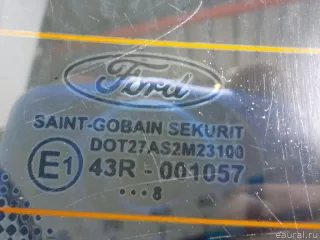 Ford
SAINT-GOBAIN SEKURIT
DOT27AS2M23100
E1 43R - 001057
•••8
© eaural.ru